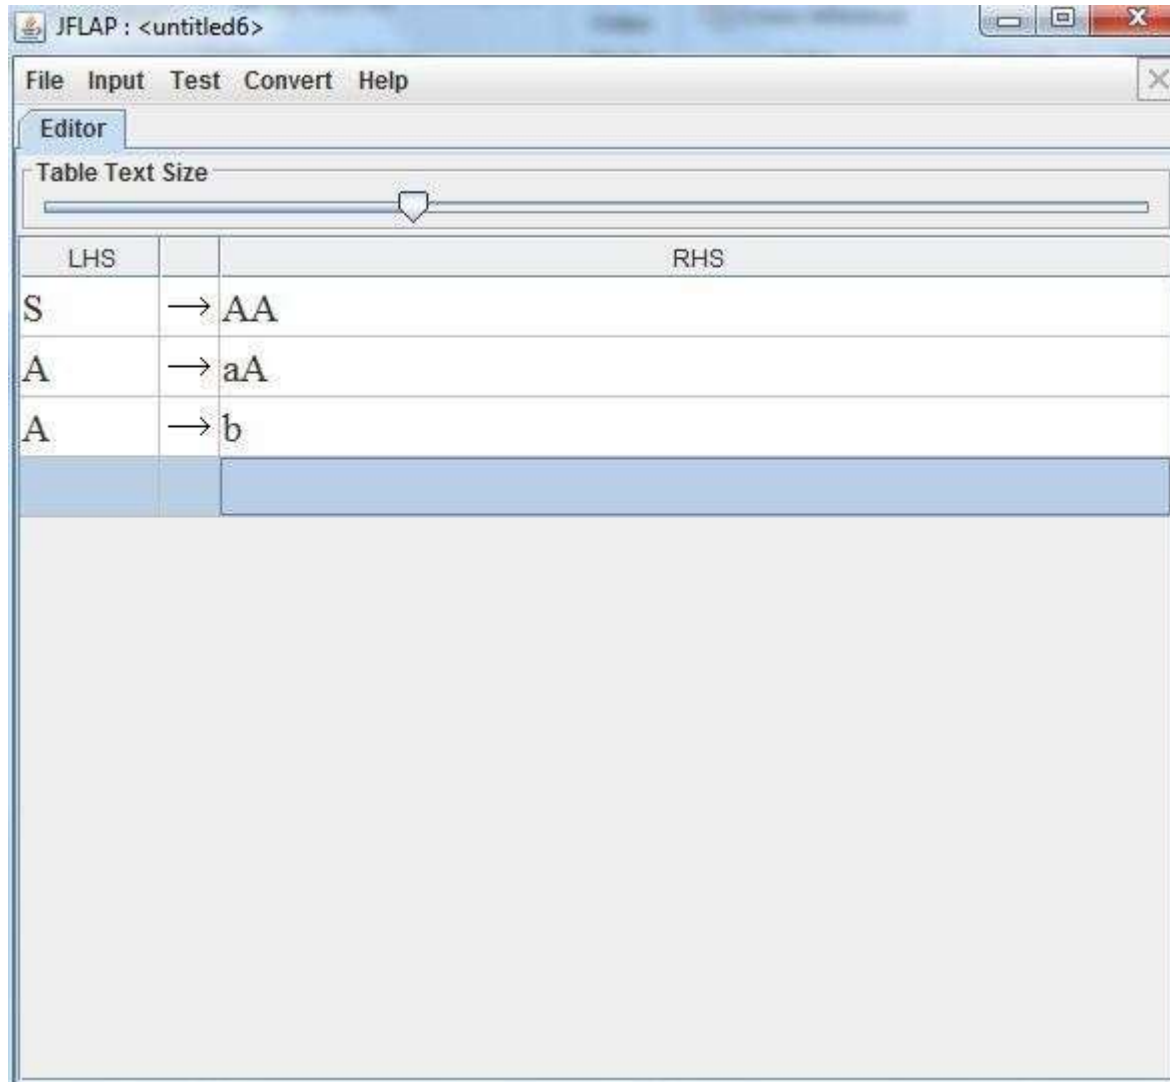 JFLAP : <untitled6>
File Input Test Convert Help
Editor
Table Text Size
LHS RHS
S → AA
A → aA
A → b